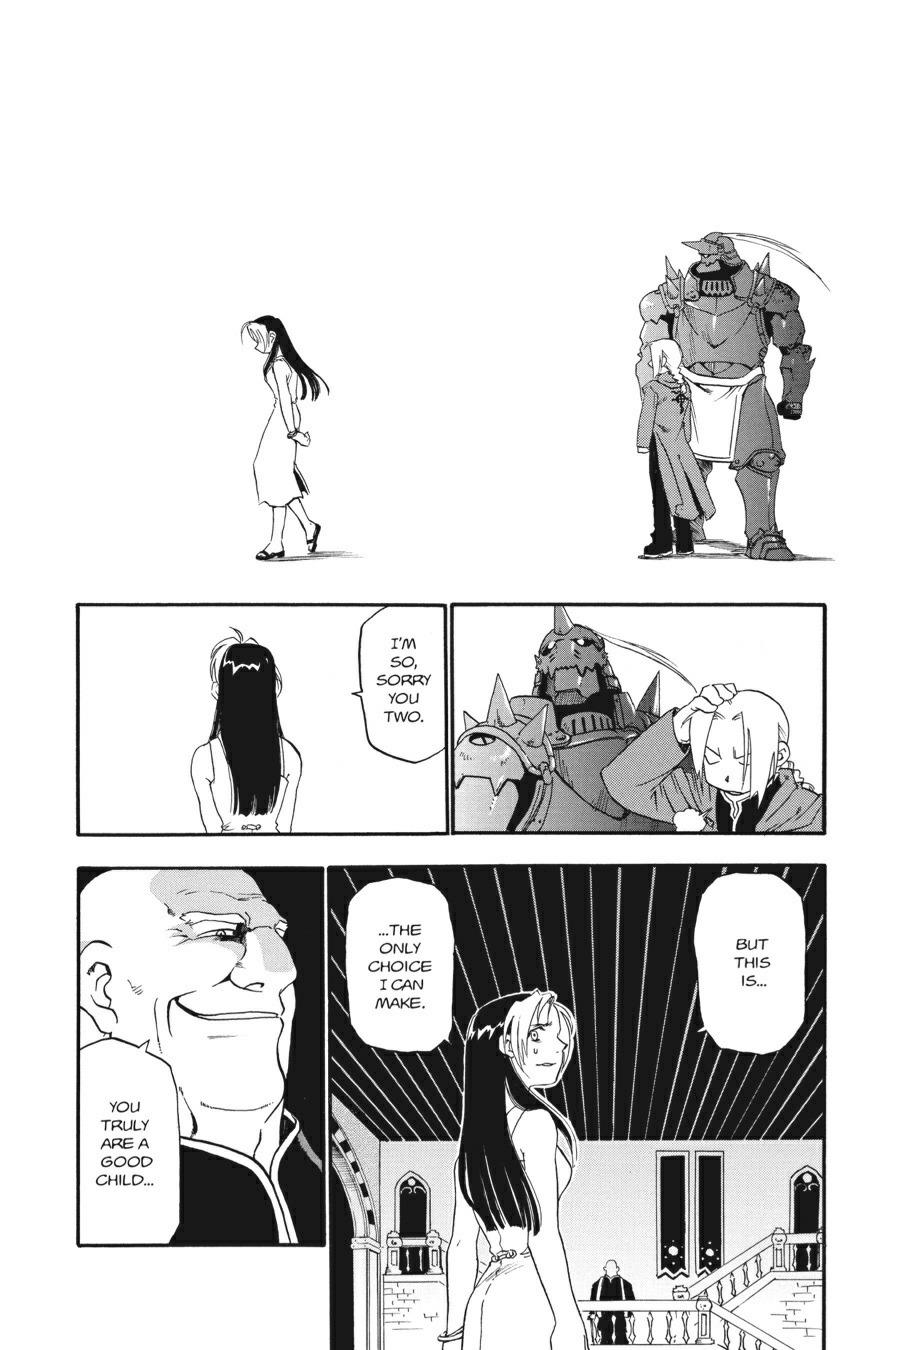 I'M
SO,
SORRY
YOU
TWO.
BUT
THIS
IS...
...THE
ONLY
CHOICE
I CAN
MAKE.
YOU
TRULY
ARE A
GOOD
CHILD...